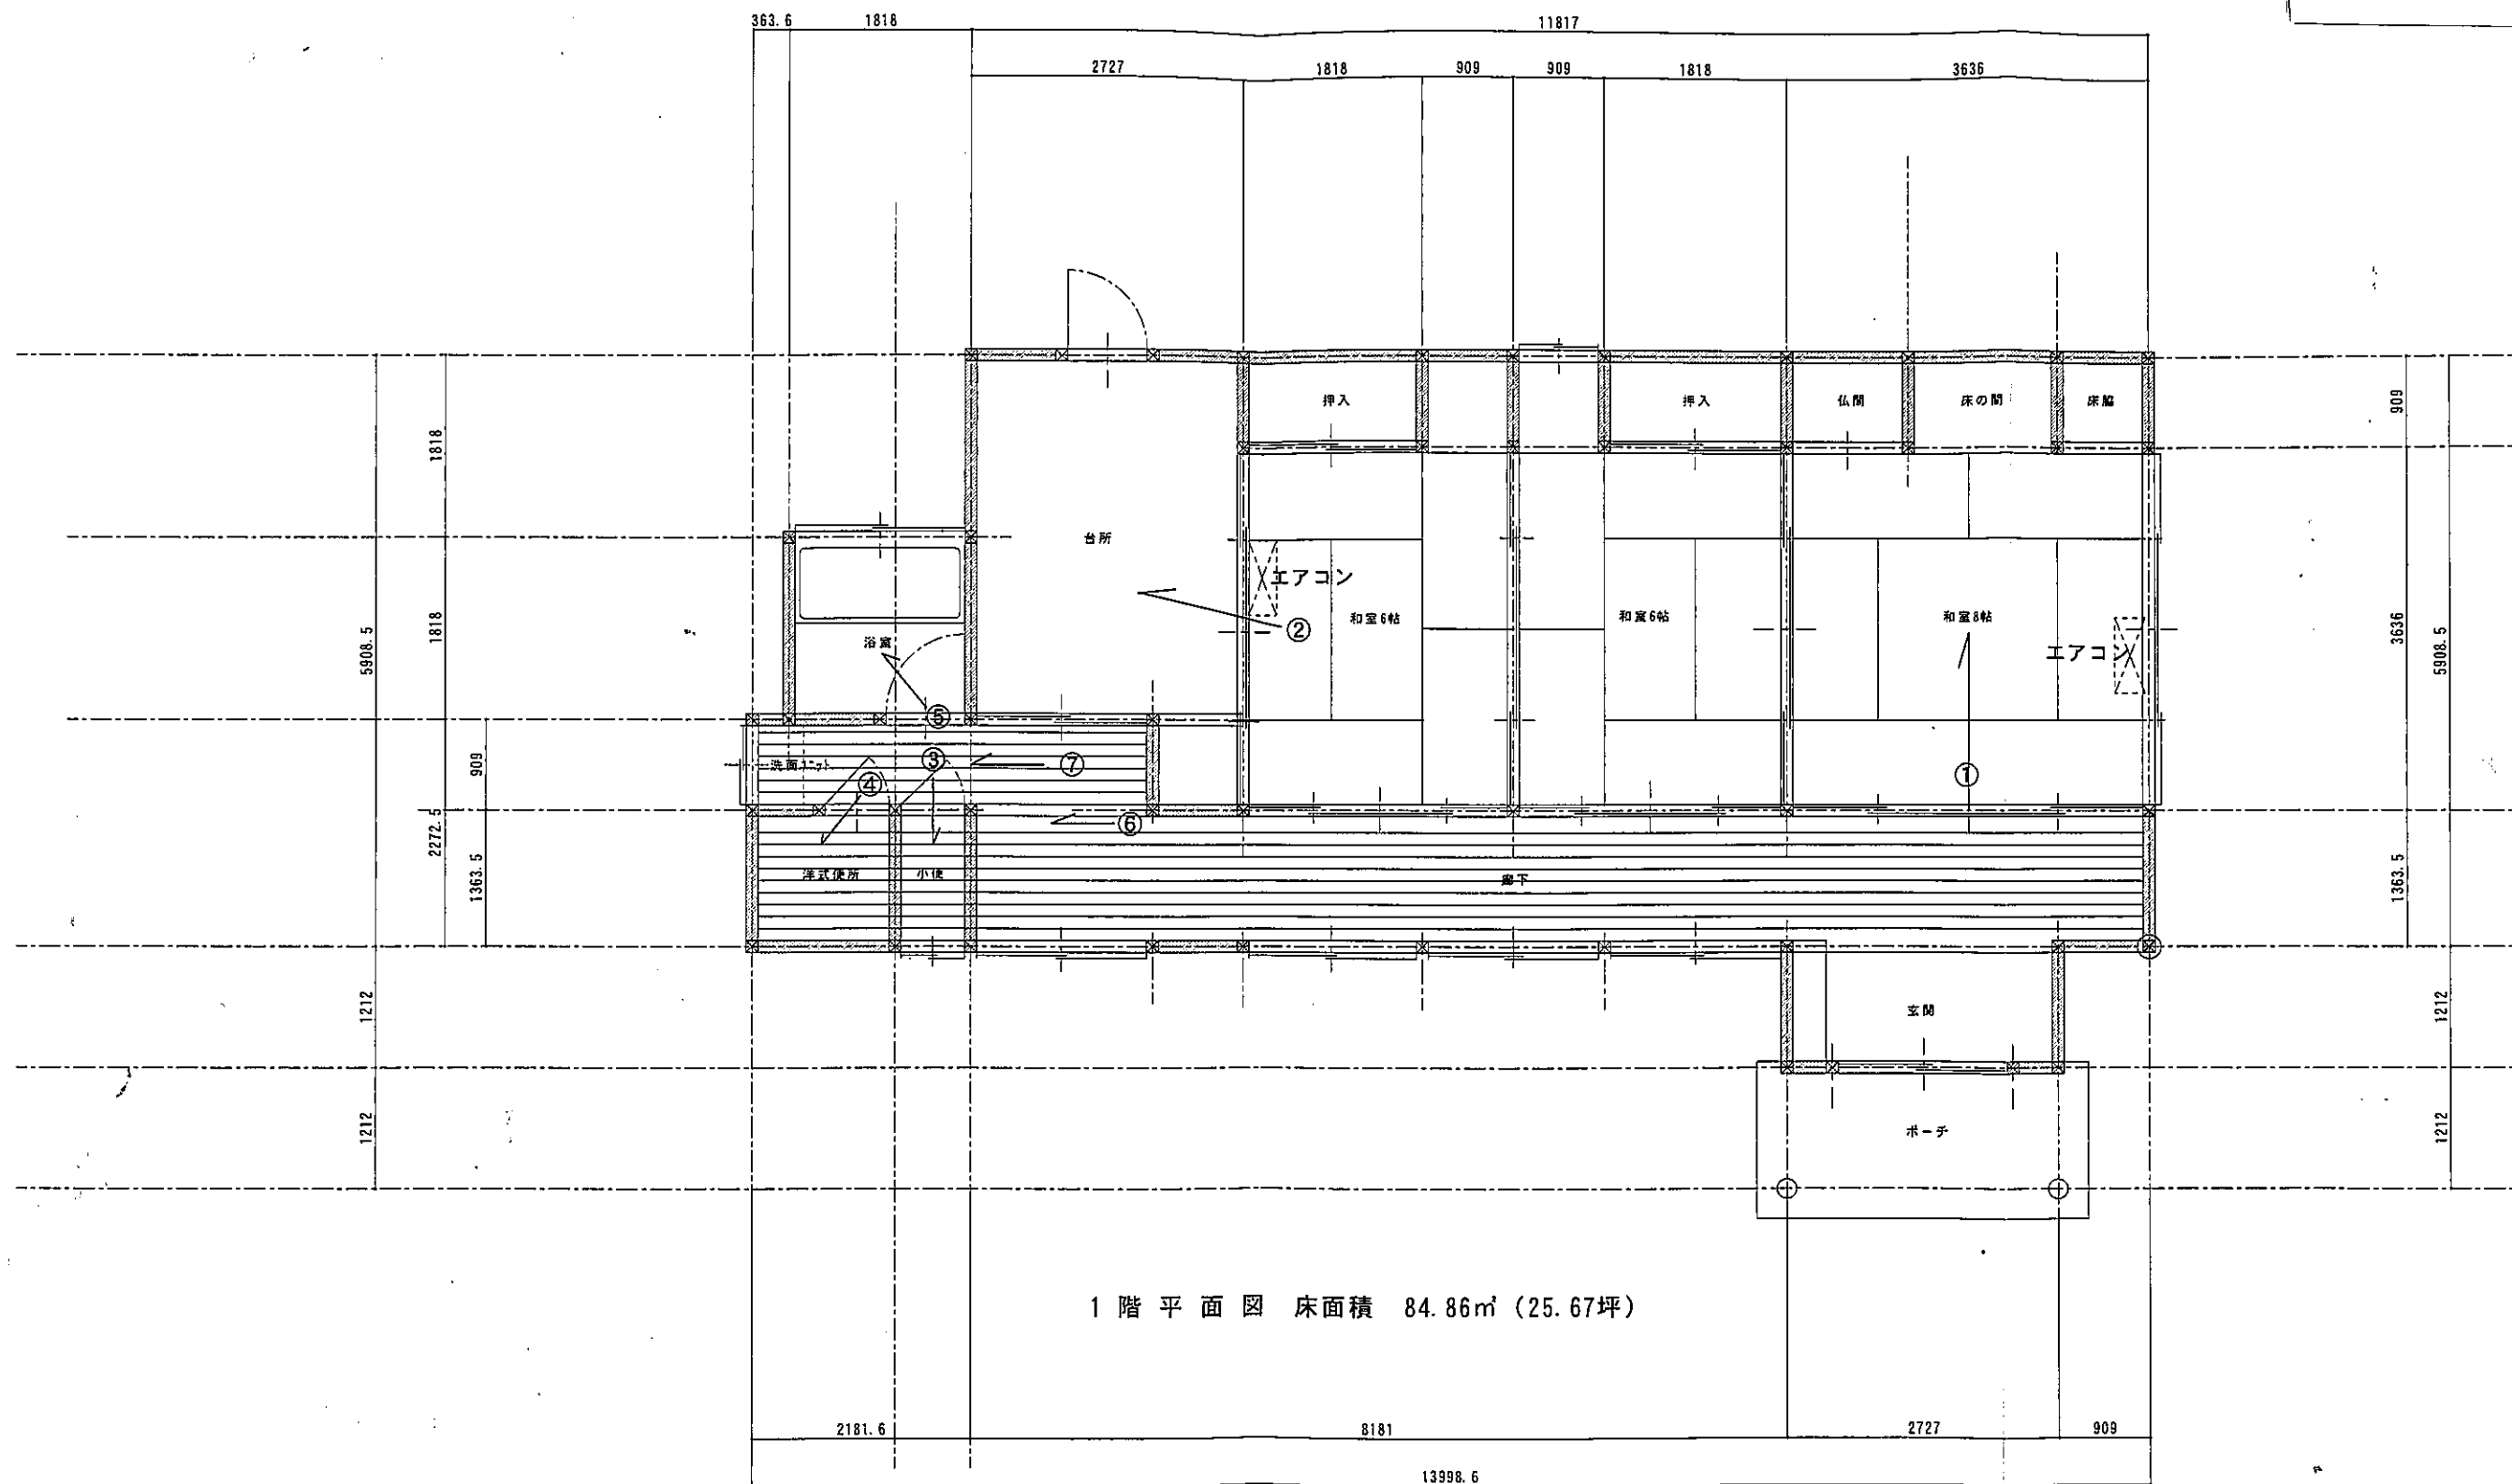 363.6 1818 11817
2727 1818 909 909 1818 3636
押入 押入 仏間 床の間 床脇
909
1818
台所
エアコン
②
和室6帖 和室6帖 和室8帖
エアコン
浴室
5908.5 1818 3636 5908.5
⑤
③ ⑦
洗面ユニット
④ ①
909
⑥
2272.5
1363.5 1363.5
洋式便所 小便 廊下
1212 玄関 1212
1212 ポーチ 1212
1階平面図 床面積 84.86㎡ (25.67坪)
2181.6 8181 2727 909
13998.6